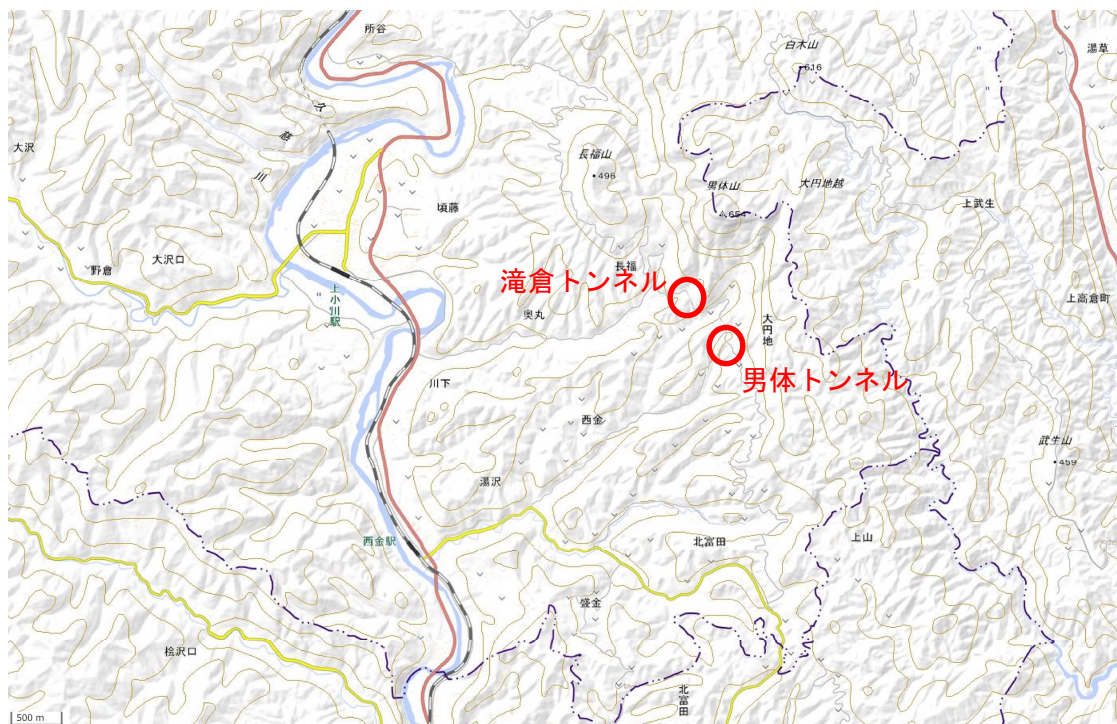 所谷
白木山
・616
湯草
久
慈
川
大沢
長福山
・496
男体山
654
大円地越
上武生
頃藤
野倉
大沢口
長福
滝倉トンネル
上小川駅
奥丸
大円地
上高倉町
男体トンネル
川下
西金
武生山
・459
湯沢
西金駅
北富田
上山
盛金
桧沢口
北富田
500 m